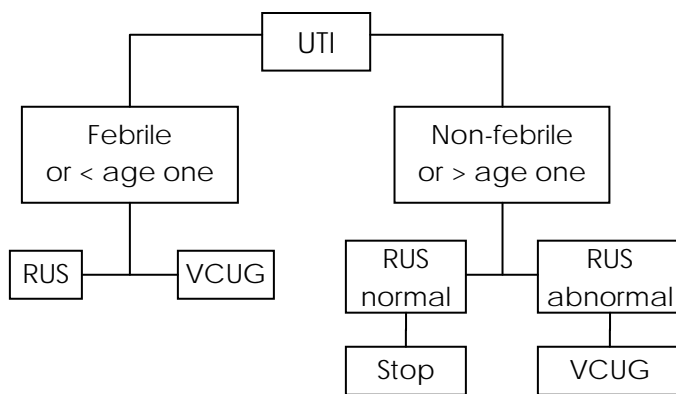 UTI
Febrile
or < age one
Non-febrile
or > age one
RUS
VCUG
RUS
normal
RUS
abnormal
Stop
VCUG